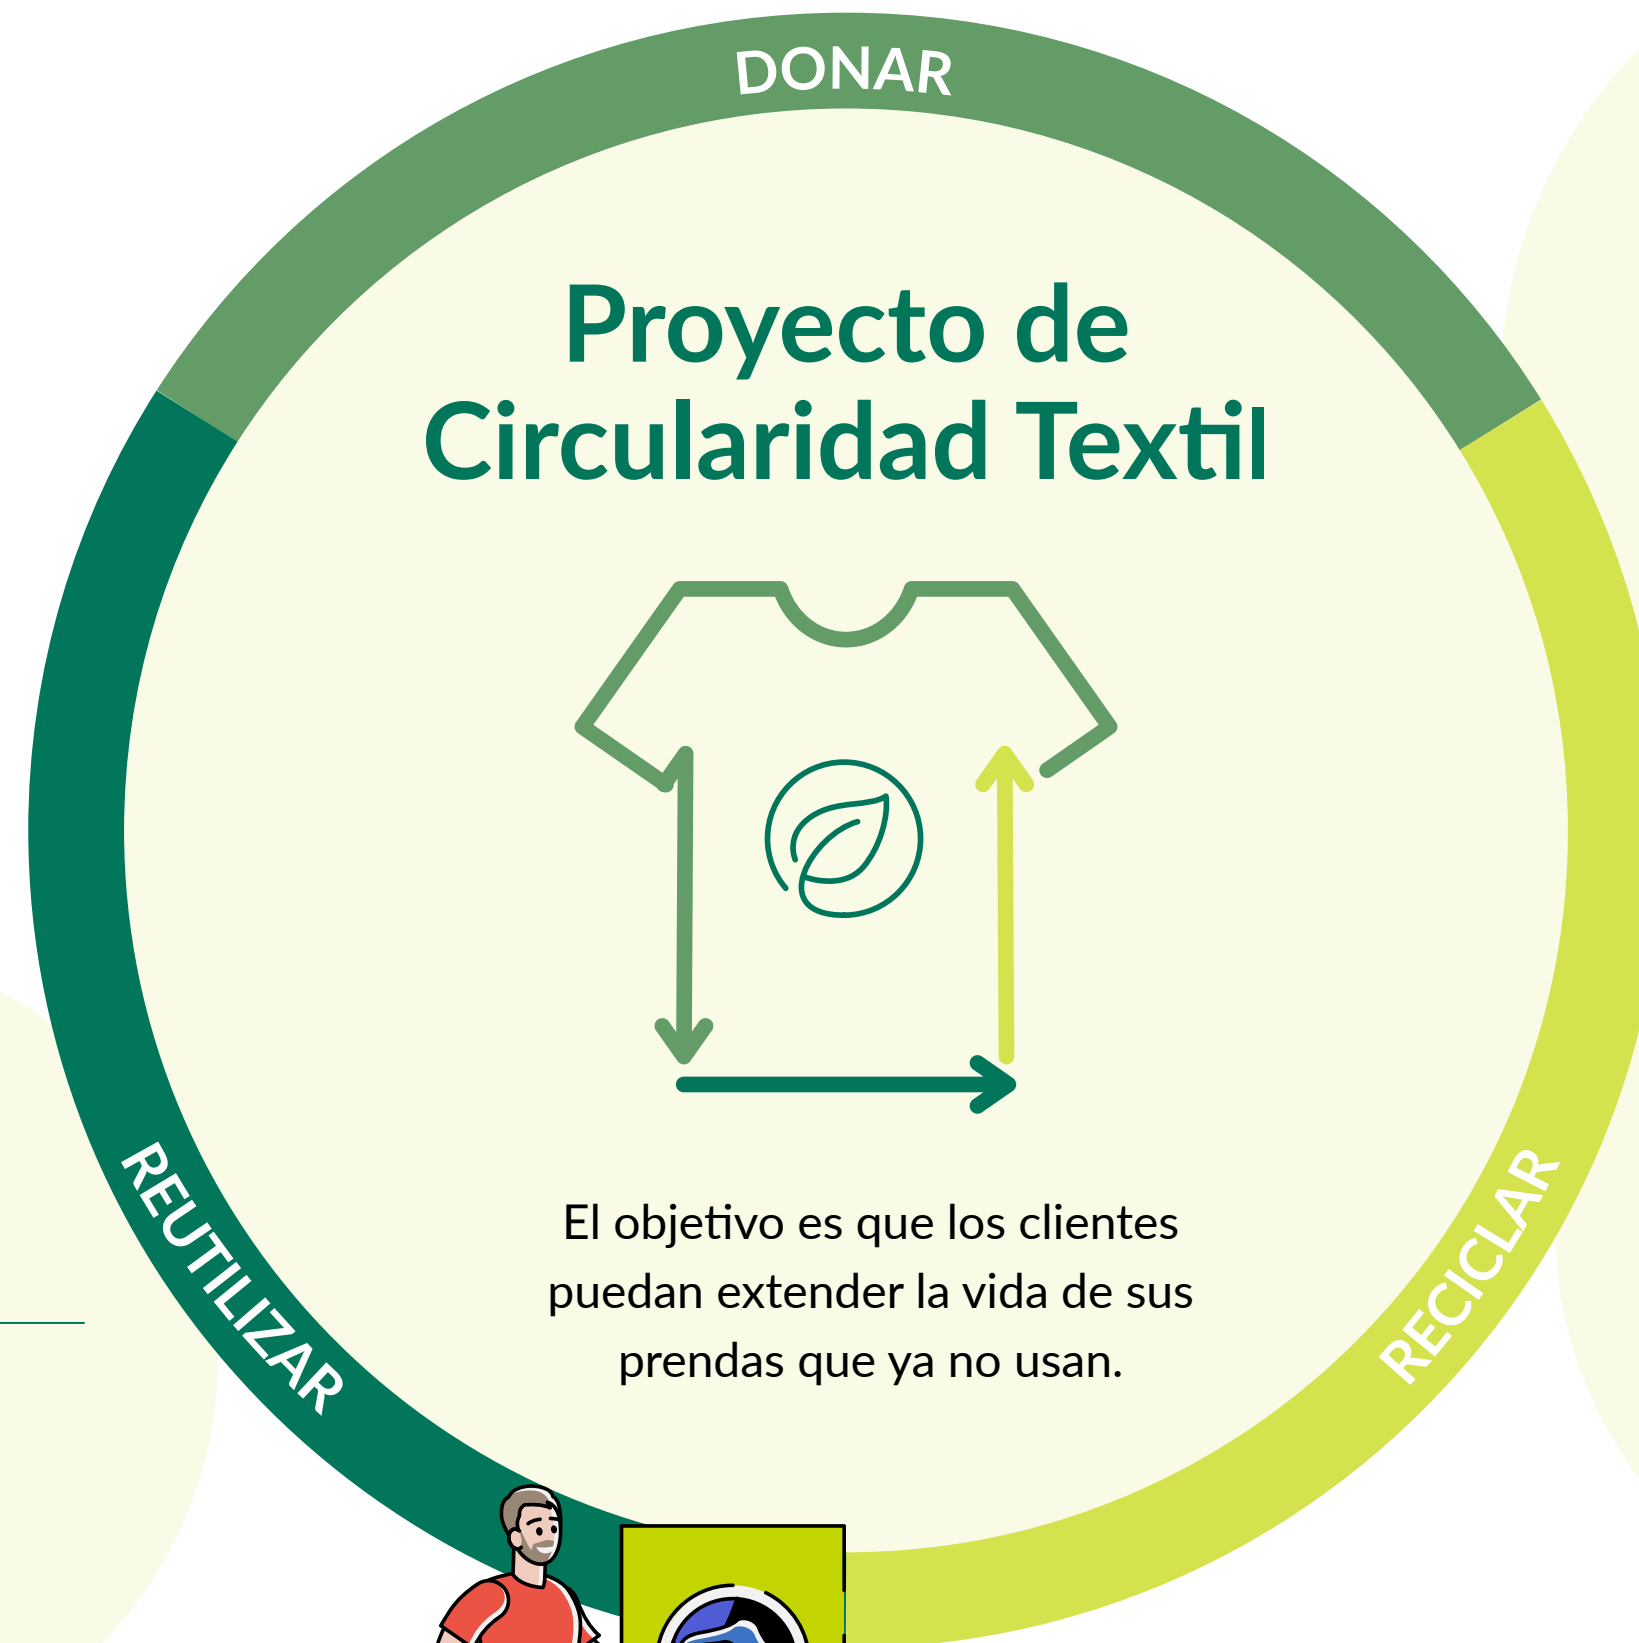 DONAR
Proyecto de
Circularidad Textil
El objetivo es que los clientes
puedan extender la vida de sus
prendas que ya no usan.
REUTILIZAR
RECICLAR